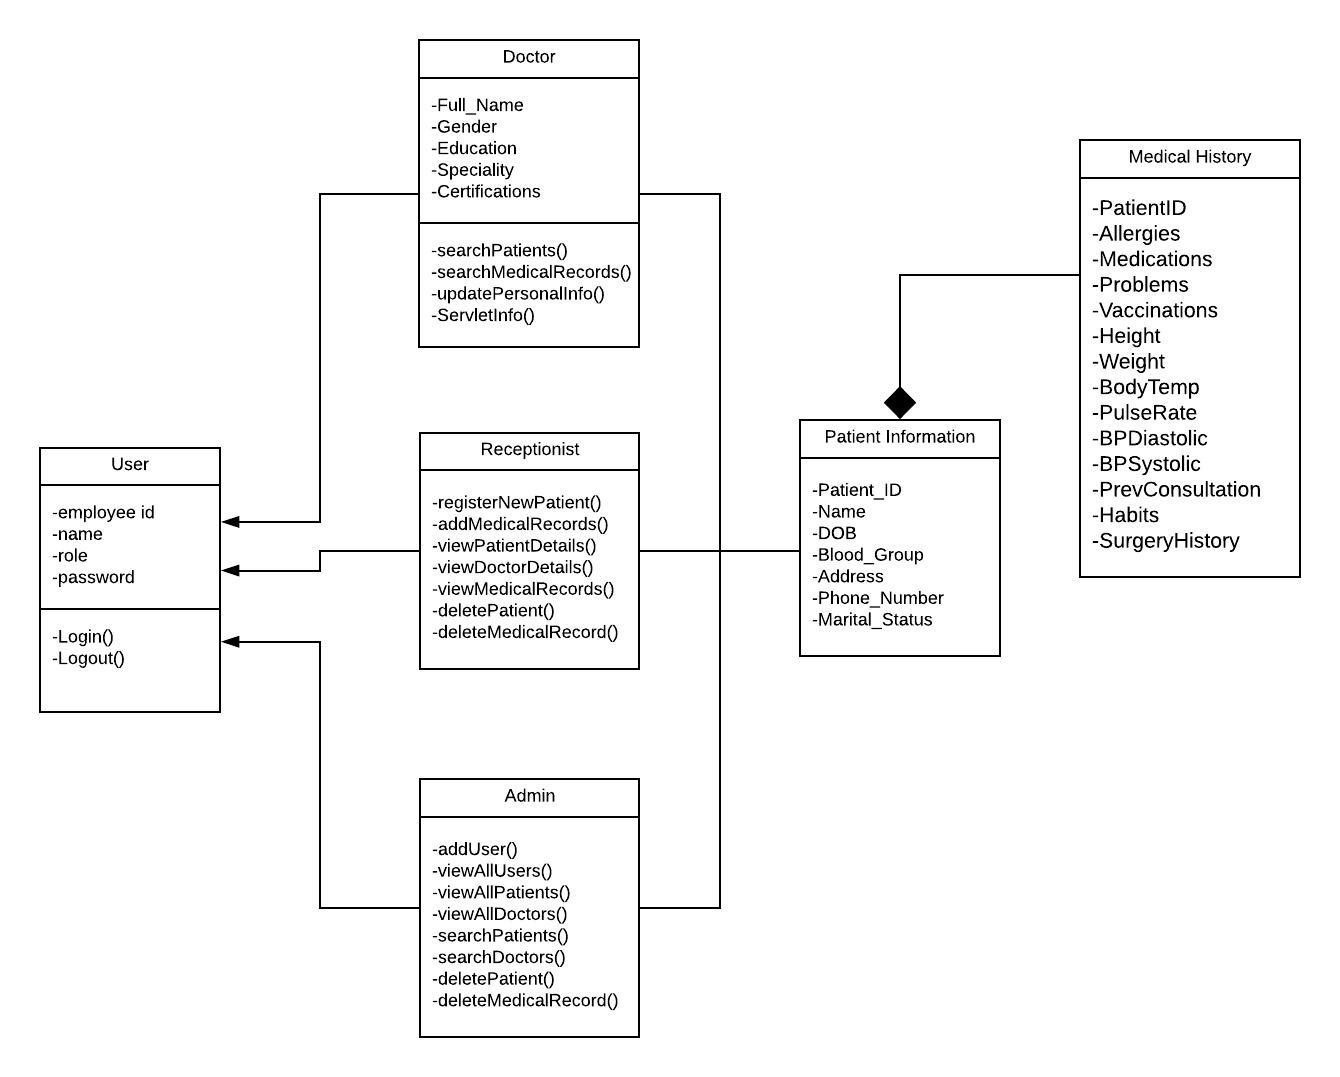 Doctor
-Full_Name
-Gender
-Education
-Speciality
-Certifications
-searchPatients()
-searchMedicalRecords()
-updatePersonalInfo()
-ServletInfo()
Medical History
-PatientID
-Allergies
-Medications
-Problems
-Vaccinations
-Height
-Weight
-BodyTemp
-PulseRate
-BPDiastolic
-BPSystolic
-PrevConsultation
-Habits
-SurgeryHistory
User
-employee id
-name
-role
-password
-Login()
-Logout()
Receptionist
-registerNewPatient()
-addMedicalRecords()
-viewPatientDetails()
-viewDoctorDetails()
-viewMedicalRecords()
-deletePatient()
-deleteMedicalRecord()
Patient Information
-Patient_ID
-Name
-DOB
-Blood_Group
-Address
-Phone_Number
-Marital_Status
Admin
-addUser()
-viewAllUsers()
-viewAllPatients()
-viewAllDoctors()
-searchPatients()
-searchDoctors()
-deletePatient()
-deleteMedicalRecord()